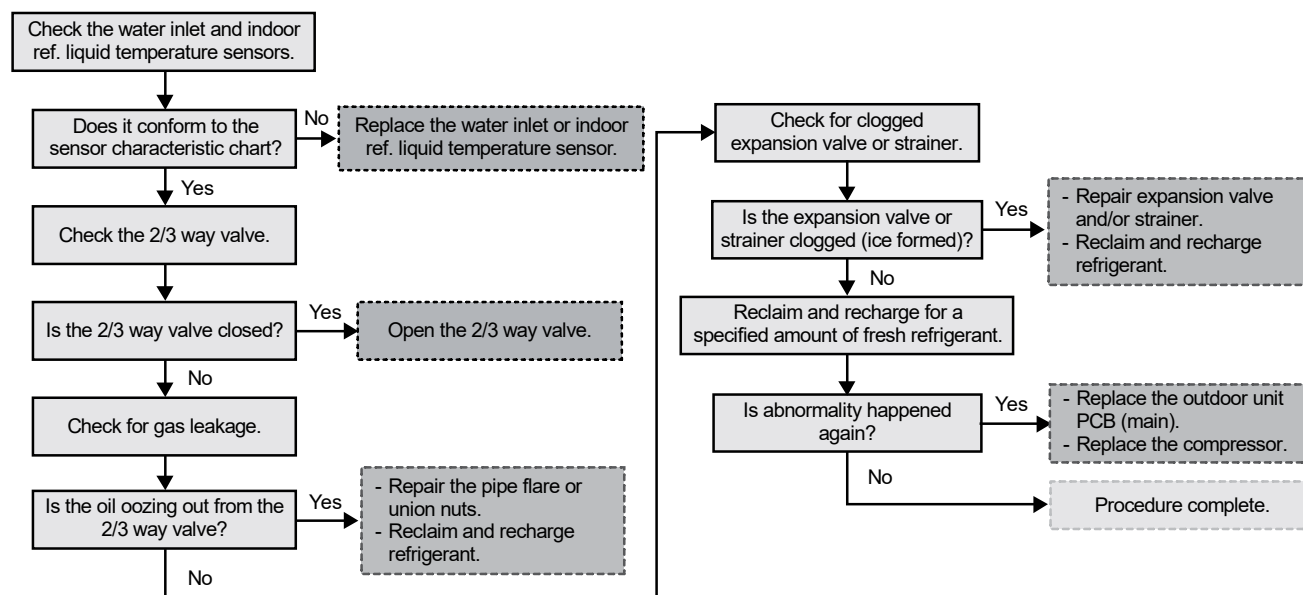 Check the water inlet and indoor
ref. liquid temperature sensors.
Does it conform to the
sensor characteristic chart?
No
Replace the water inlet or indoor
ref. liquid temperature sensor.
Yes
Check the 2/3 way valve.
Is the 2/3 way valve closed?
Yes
Open the 2/3 way valve.
No
Check for gas leakage.
Is the oil oozing out from the
2/3 way valve?
Yes
- Repair the pipe flare or
union nuts.
- Reclaim and recharge
refrigerant.
No
Check for clogged
expansion valve or strainer.
Is the expansion valve or
strainer clogged (ice formed)?
Yes
- Repair expansion valve
and/or strainer.
- Reclaim and recharge
refrigerant.
No
Reclaim and recharge for a
specified amount of fresh refrigerant.
Is abnormality happened
again?
Yes
- Replace the outdoor unit
PCB (main).
- Replace the compressor.
No
Procedure complete.